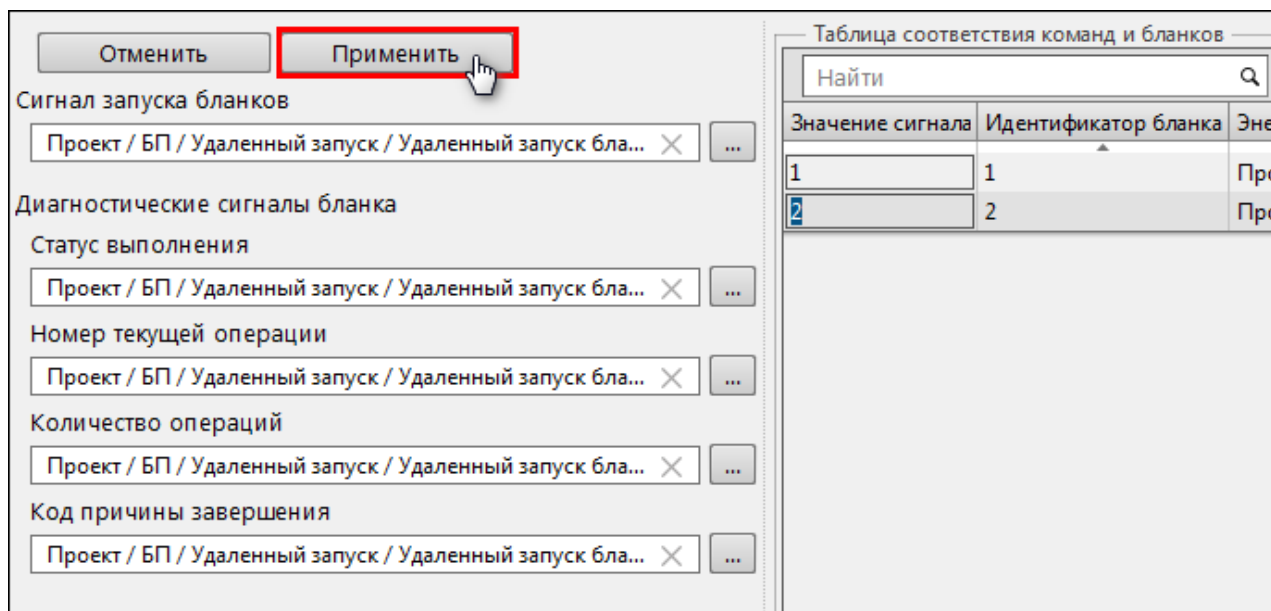 Отменить
Применить
Сигнал запуска бланков
Проект / БП / Удаленный запуск / Удаленный запуск бла...
...
Диагностические сигналы бланка
Статус выполнения
Проект / БП / Удаленный запуск / Удаленный запуск бла...
...
Номер текущей операции
Проект / БП / Удаленный запуск / Удаленный запуск бла...
...
Количество операций
Проект / БП / Удаленный запуск / Удаленный запуск бла...
...
Код причины завершения
Проект / БП / Удаленный запуск / Удаленный запуск бла...
...
Таблица соответствия команд и бланков
Найти
Значение сигнала Идентификатор бланка Эне
1 1 Про
2 2 Про